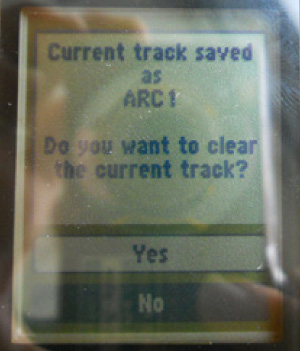 Current track saved
as
ARC1
Do you want to clear
the current track?
Yes
No